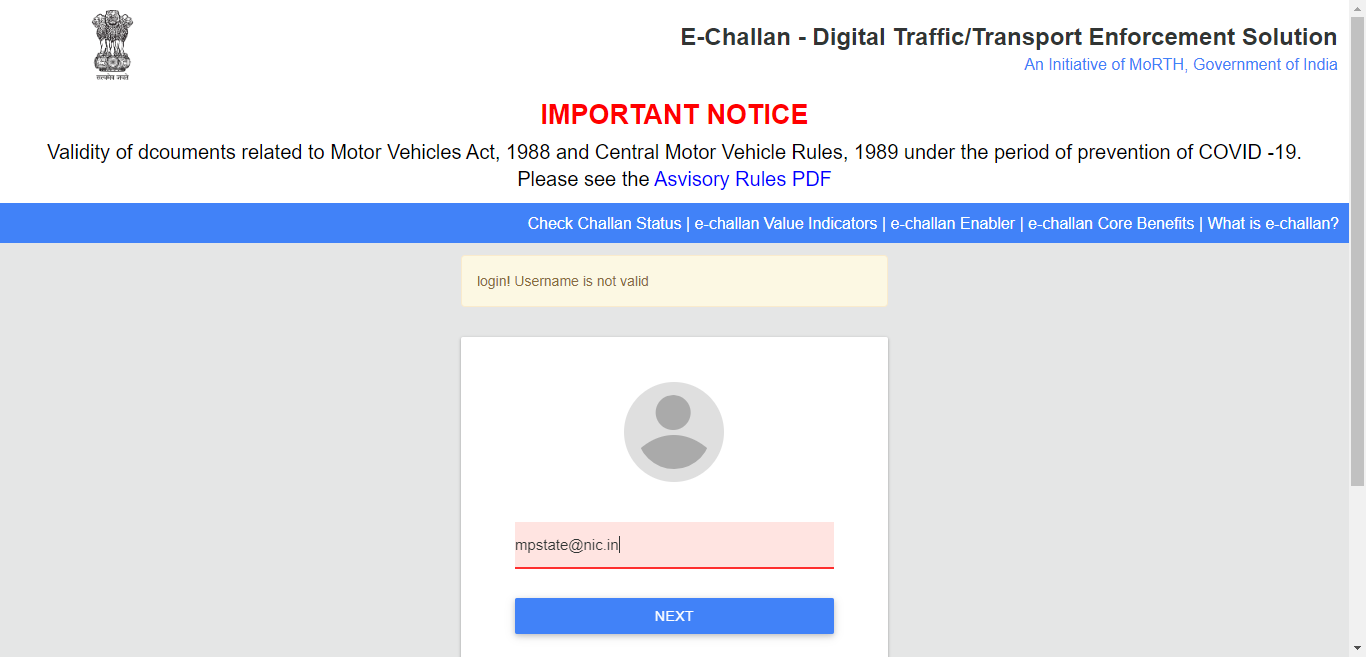 सत्यमेव जयते
E-Challan - Digital Traffic/Transport Enforcement Solution
An Initiative of MoRTH, Government of India
IMPORTANT NOTICE
Validity of dcouments related to Motor Vehicles Act, 1988 and Central Motor Vehicle Rules, 1989 under the period of prevention of COVID -19.
Please see the Asvisory Rules PDF
Check Challan Status | e-challan Value Indicators | e-challan Enabler | e-challan Core Benefits | What is e-challan?
login! Username is not valid
mpstate@nic.in
NEXT